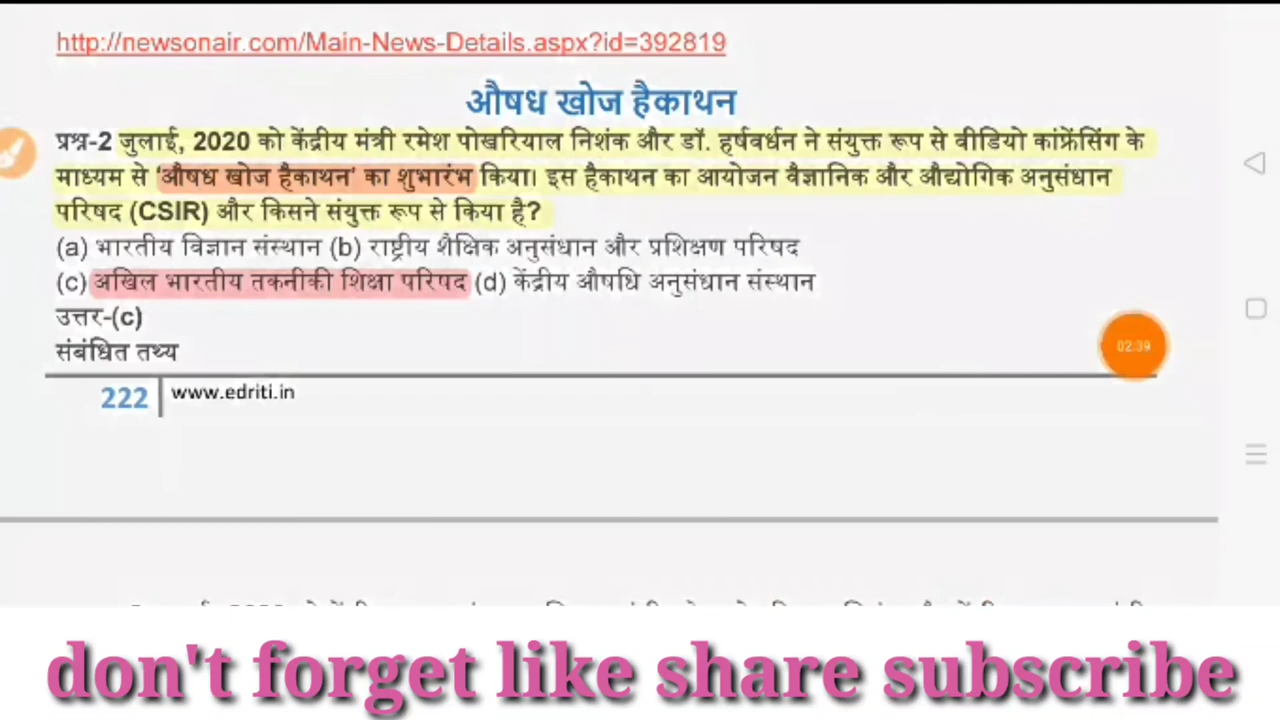 http://newsonair.com/Main-News-Details.aspx?id=392819
औषध खोज हैकाथन
प्रश्न-2 जुलाई, 2020 को केंद्रीय मंत्री रमेश पोखरियाल निशंक और डॉ. हर्षवर्धन ने संयुक्त रूप से वीडियो कांफ्रेंसिंग के
माध्यम से 'औषध खोज हैकाथन' का शुभारंभ किया। इस हैकाथन का आयोजन वैज्ञानिक और औद्योगिक अनुसंधान
परिषद (CSIR) और किसने संयुक्त रूप से किया है?
(a) भारतीय विज्ञान संस्थान (b) राष्ट्रीय शैक्षिक अनुसंधान और प्रशिक्षण परिषद
(c) अखिल भारतीय तकनीकी शिक्षा परिषद (d) केंद्रीय औषधि अनुसंधान संस्थान
उत्तर-(c)
संबंधित तथ्य
02:39
222 www.edriti.in
don't forget like share subscribe